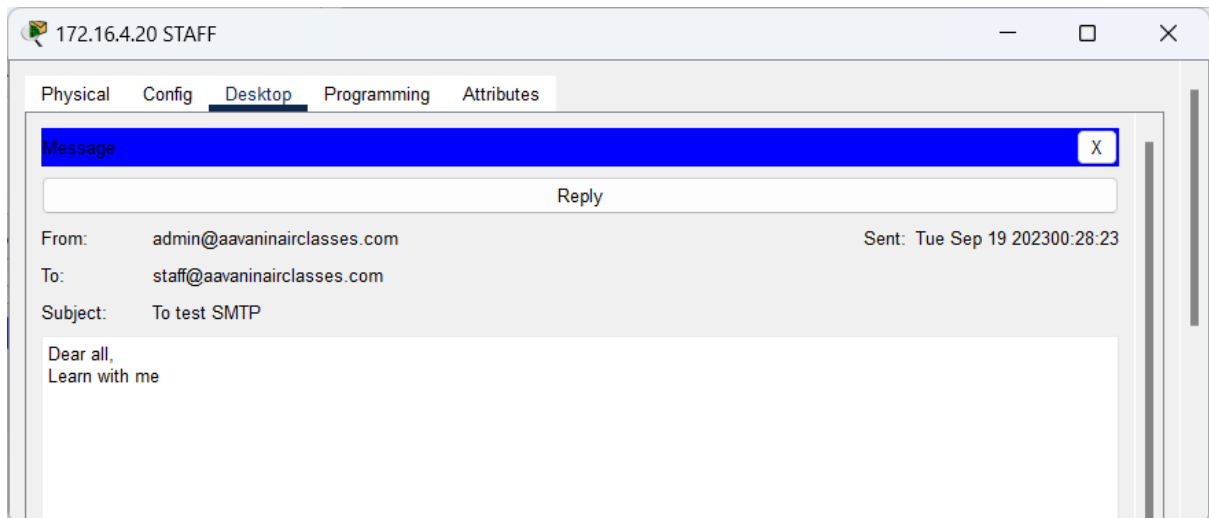 172.16.4.20 STAFF
Physical Config Desktop Programming Attributes
Message X
Reply
From: admin@aavaninairclasses.com Sent: Tue Sep 19 202300:28:23
To: staff@aavaninairclasses.com
Subject: To test SMTP
Dear all,
Learn with me